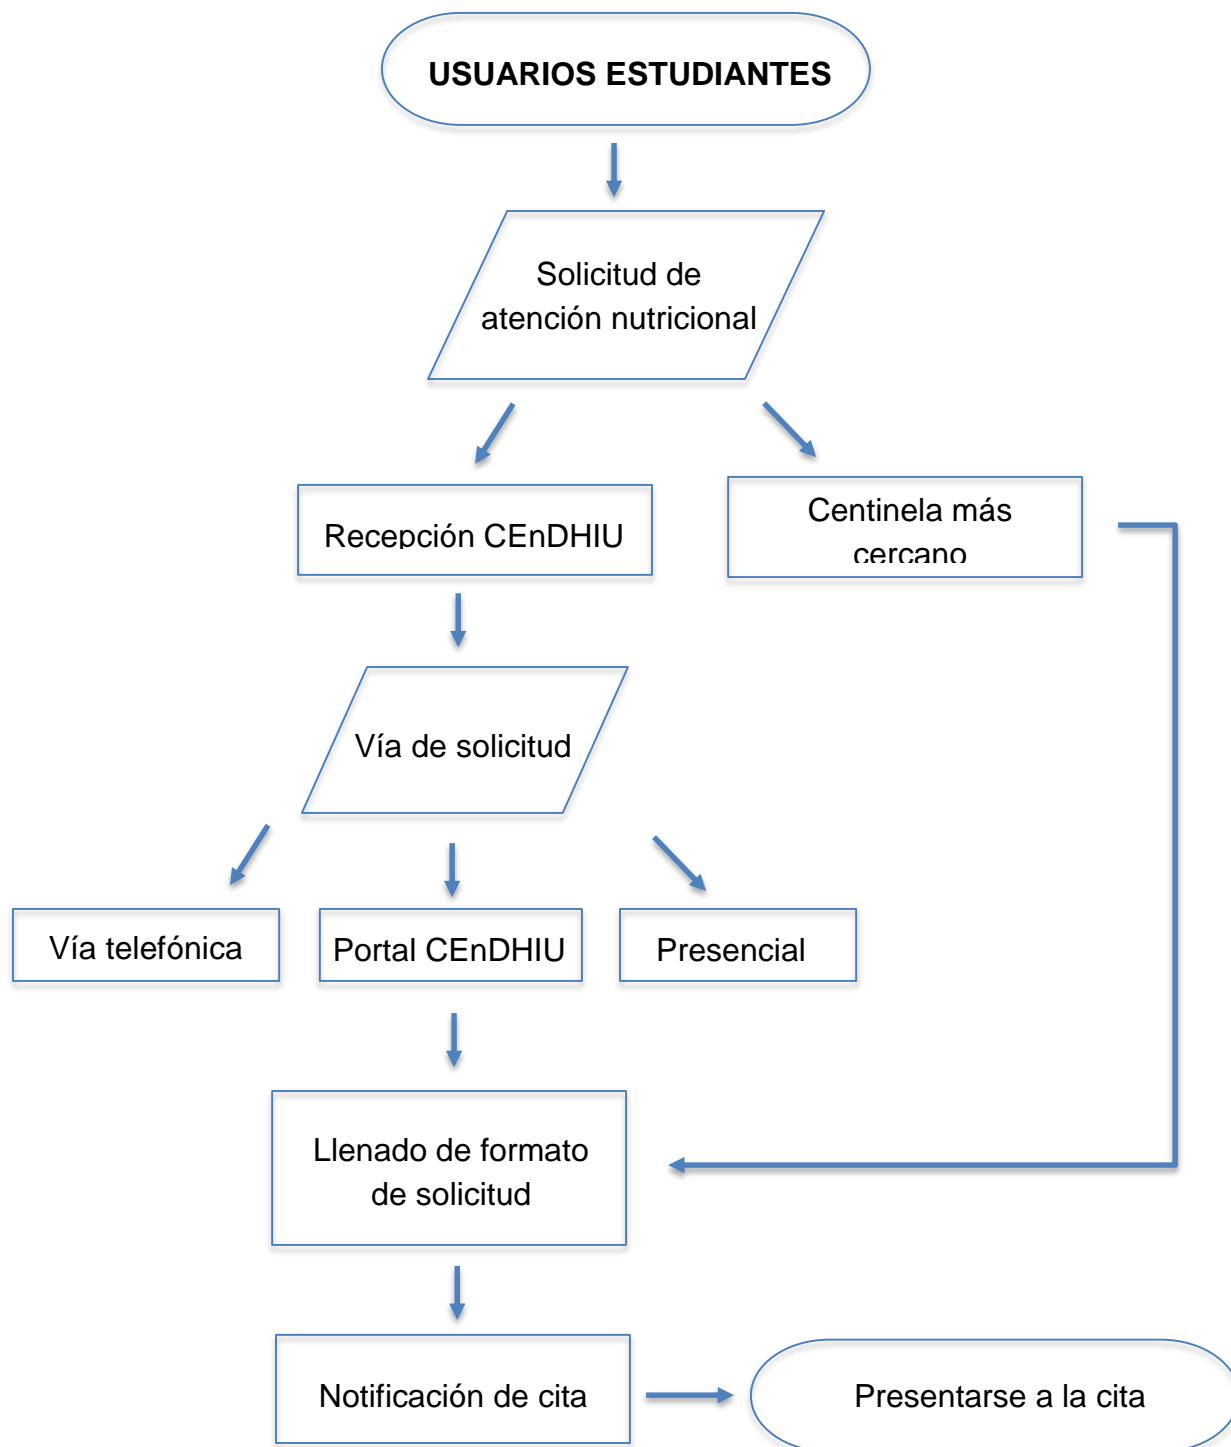 USUARIOS ESTUDIANTES
Solicitud de
atención nutricional
Recepción CEnDHIU
Centinela más
cercano
Vía de solicitud
Vía telefónica
Portal CEnDHIU
Presencial
Llenado de formato
de solicitud
Notificación de cita
Presentarse a la cita